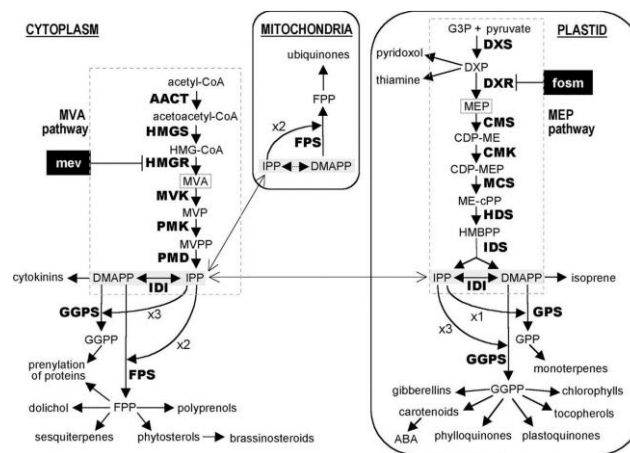 CYTOPLASM
MVA
pathway
acetyl-CoA
AACT
acetoacetyl-CoA
HMGS
HMG-CoA
mev
HMGR
MVA
MVK
MVP
PMK
MVPP
PMD
cytokinins
DMAPP
IPP
IDI
GGPS
x3
x2
GGPP
FPS
prenylation
of proteins
dolichol
FPP
polyprenols
sesquiterpenes
phytosterols
brassinosteroids
MITOCHONDRIA
ubiquinones
FPP
x2
FPS
IPP
DMAPP
PLASTID
G3P + pyruvate
DXS
pyridoxol
DXP
thiamine
DXR
fosm
MEP
MEP
pathway
CMS
CDP-ME
CMK
CDP-MEP
MCS
ME-cPP
HDS
HMBPP
IDS
IPP
DMAPP
isoprene
IDI
x1
x3
GPS
GPP
GGPS
monoterpenes
GGPP
gibberellins
chlorophylls
carotenoids
tocopherols
ABA
phylloquinones
plastoquinones